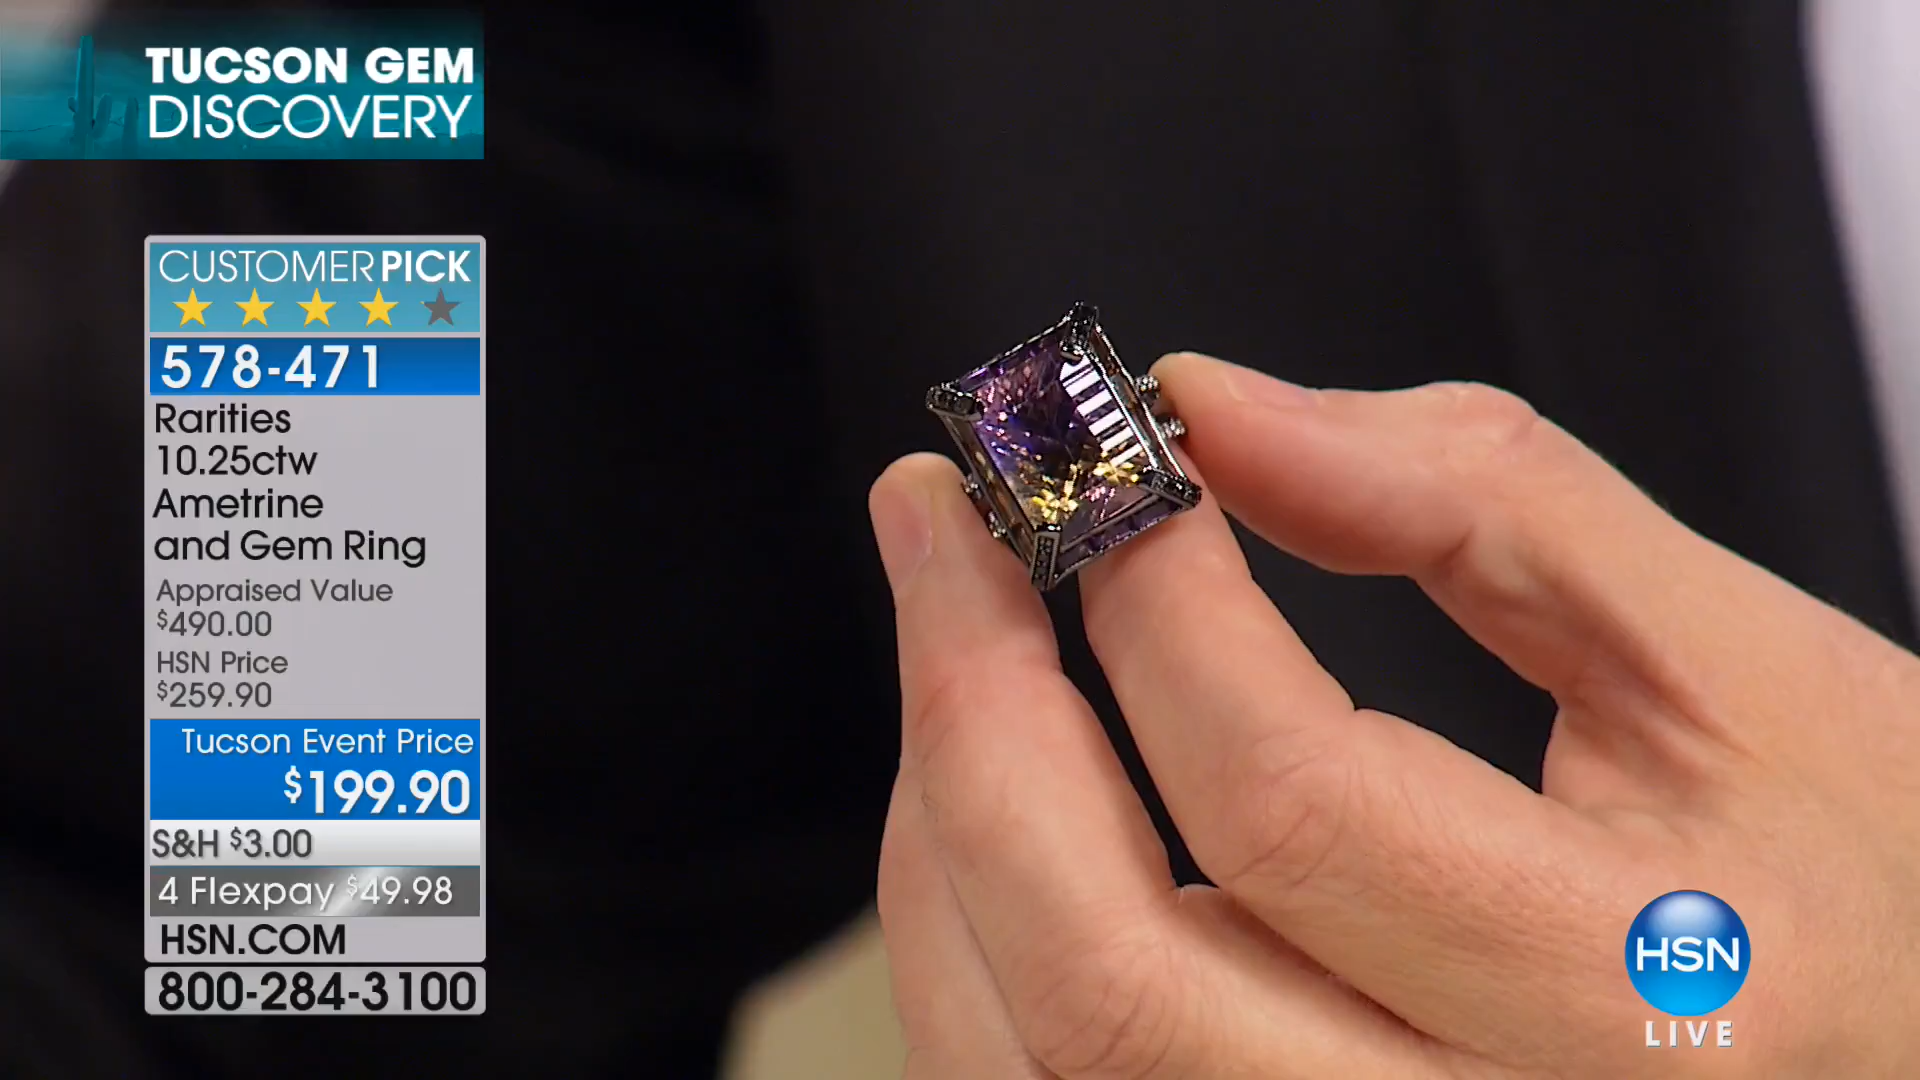 TUCSON GEM
DISCOVERY
CUSTOMERPICK
578-471
Rarities
10.25ctw
Ametrine
and Gem Ring
Appraised Value
$490.00
HSN Price
$259.90
Tucson Event Price
$199.90
S&H $3.00
4 Flexpay $49.98
HSN.COM
800-284-3100
HSN
LIVE